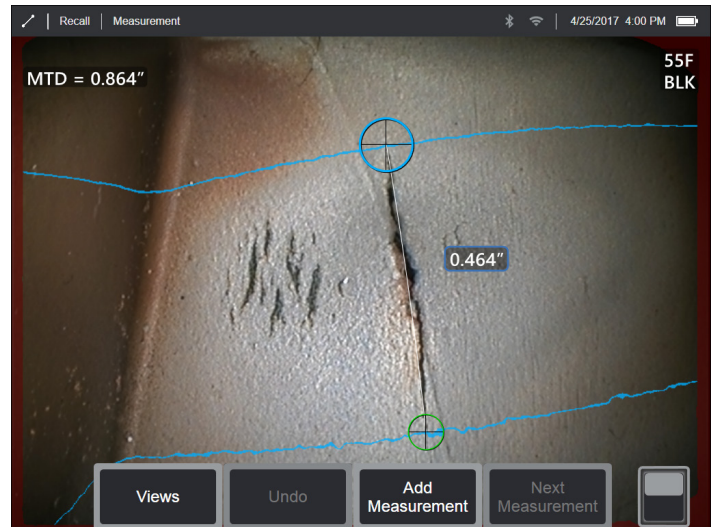 Recall Measurement 4/25/2017 4:00 PM
MTD = 0.864"
55F
BLK
0.464"
Views Undo Add Measurement Next Measurement